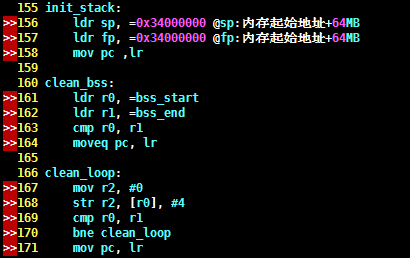 155 init_stack:
>>156     ldr sp, =0x34000000 @sp:内存起始地址+64MB
>>157     ldr fp, =0x34000000 @fp:内存起始地址+64MB
>>158     mov pc ,lr
159
160 clean_bss:
>>161     ldr r0, =bss_start
>>162     ldr r1, =bss_end
>>163     cmp r0, r1
>>164     moveq pc, lr
165
166 clean_loop:
>>167     mov r2, #0
>>168     str r2, [r0], #4
>>169     cmp r0, r1
>>170     bne clean_loop
>>171     mov pc, lr